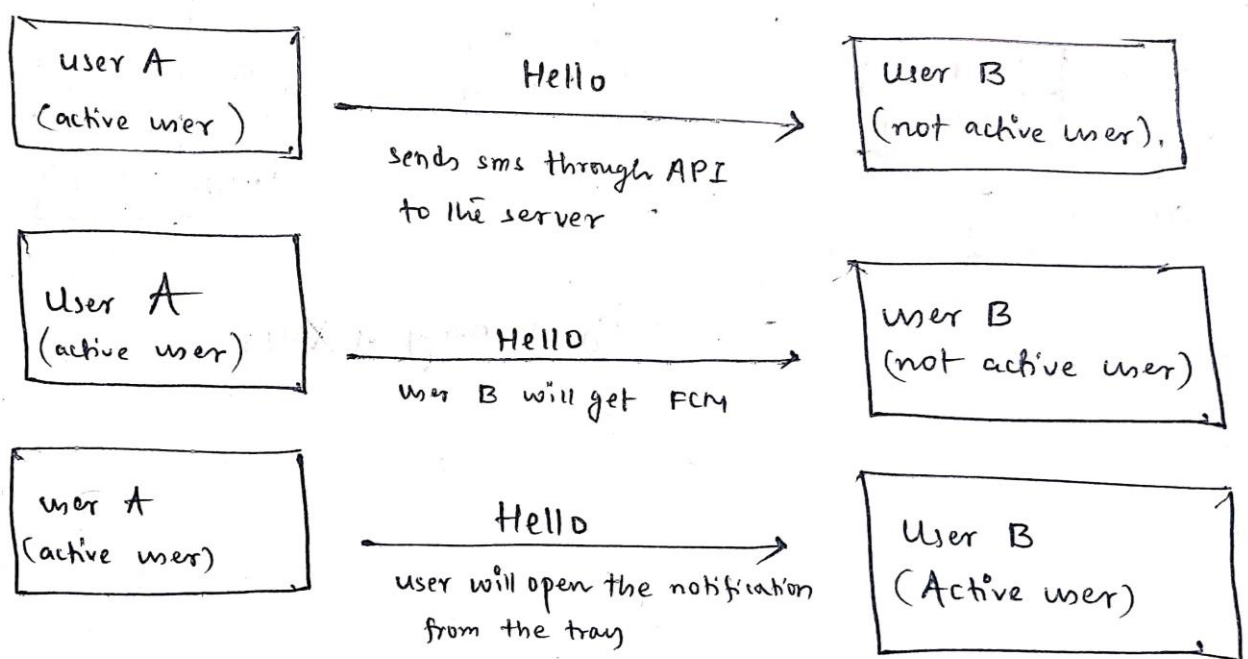 user A
(active user)
Hello
sends sms through API
to the server
User B
(not active user).
User A
(active user)
Hello
user B will get FCM
user B
(not active user)
user A
(active user)
Hello
user will open the notification
from the tray
User B
(Active user)